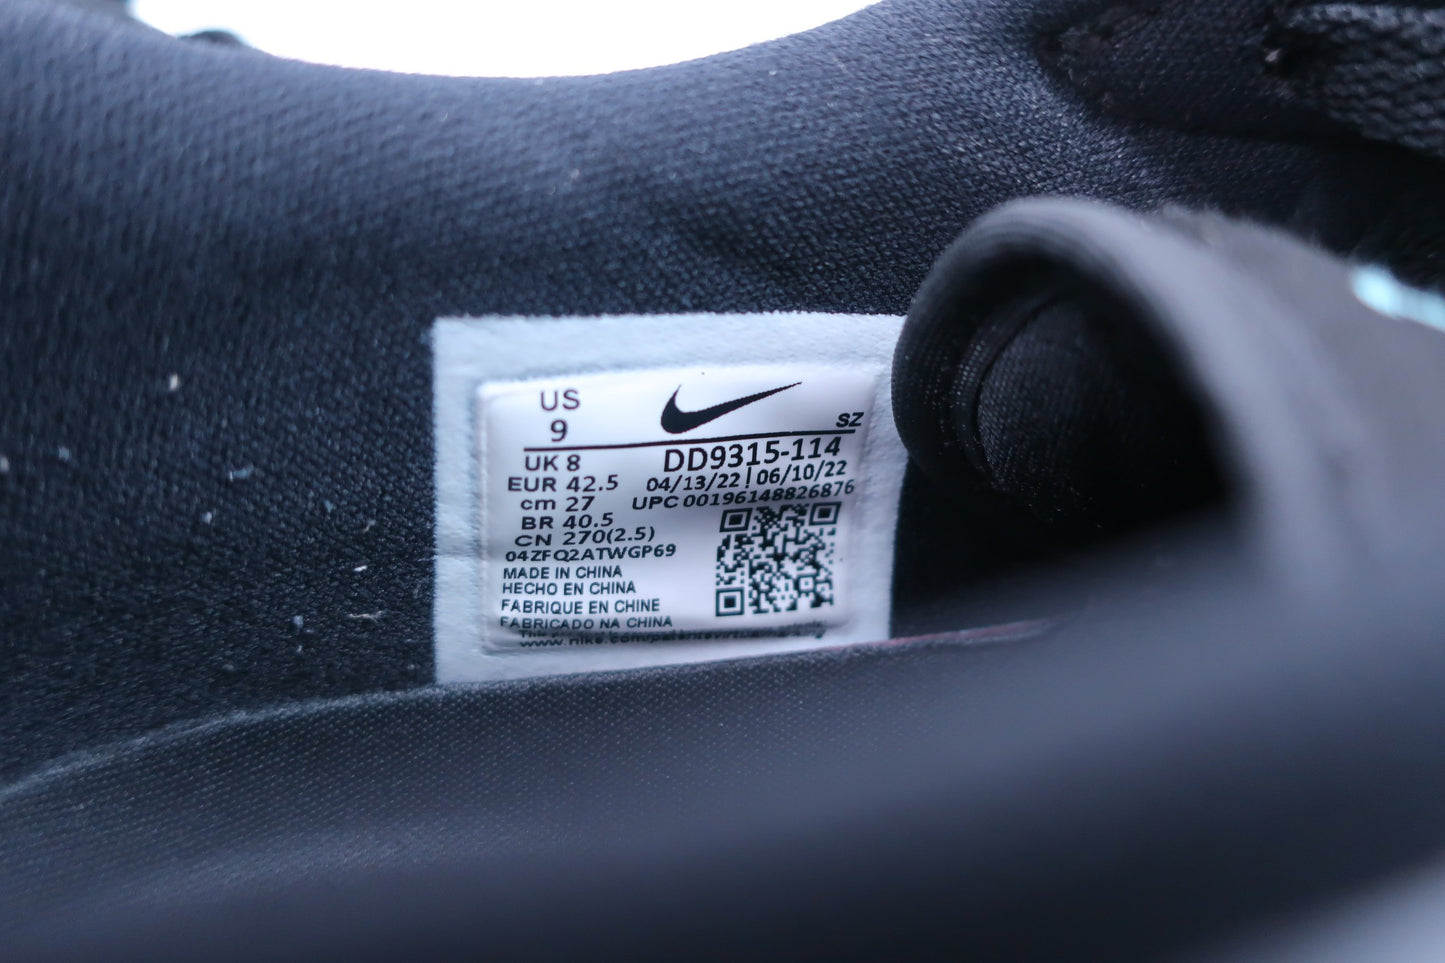 US
9
SZ
UK 8
DD9315-114
EUR 42.5
04/13/22 | 06/10/22
cm 27
UPC 00196148826876
BR 40.5
CN 270(2.5)
04ZFQ2ATWGP69
MADE IN CHINA
HECHO EN CHINA
FABRIQUE EN CHINE
FABRICADO NA CHINA